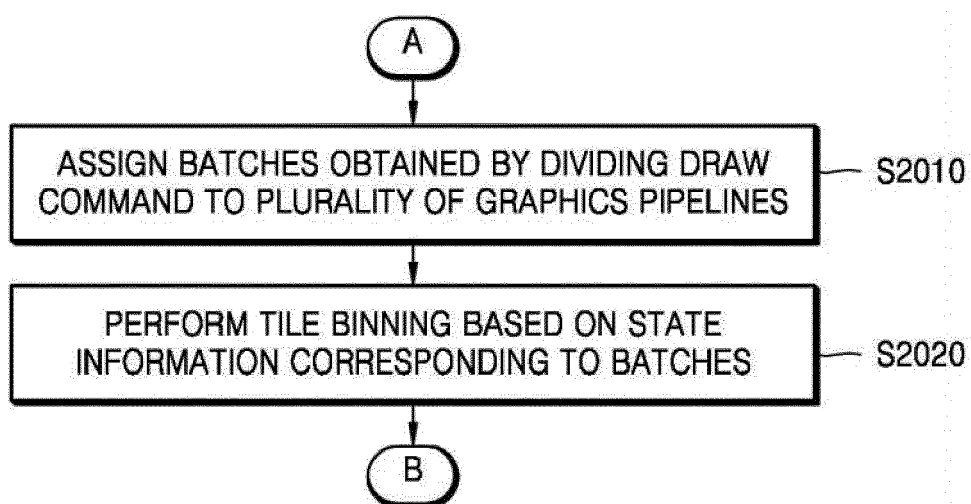 A
ASSIGN BATCHES OBTAINED BY DIVIDING DRAW
COMMAND TO PLURALITY OF GRAPHICS PIPELINES
S2010
PERFORM TILE BINNING BASED ON STATE
INFORMATION CORRESPONDING TO BATCHES
S2020
B